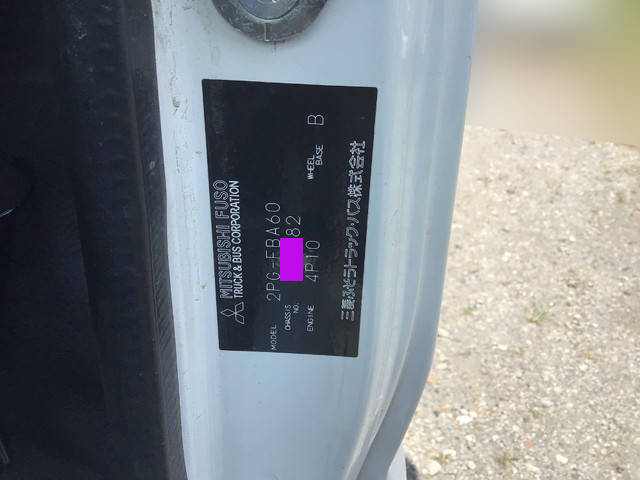 MITSUBISHI FUSO
TRUCK & BUS CORPORATION
MODEL 2PG-FBA60
CHASSIS NO. 82
ENGINE 4P10 WHEEL BASE B
三菱ふそうトラック・バス株式会社